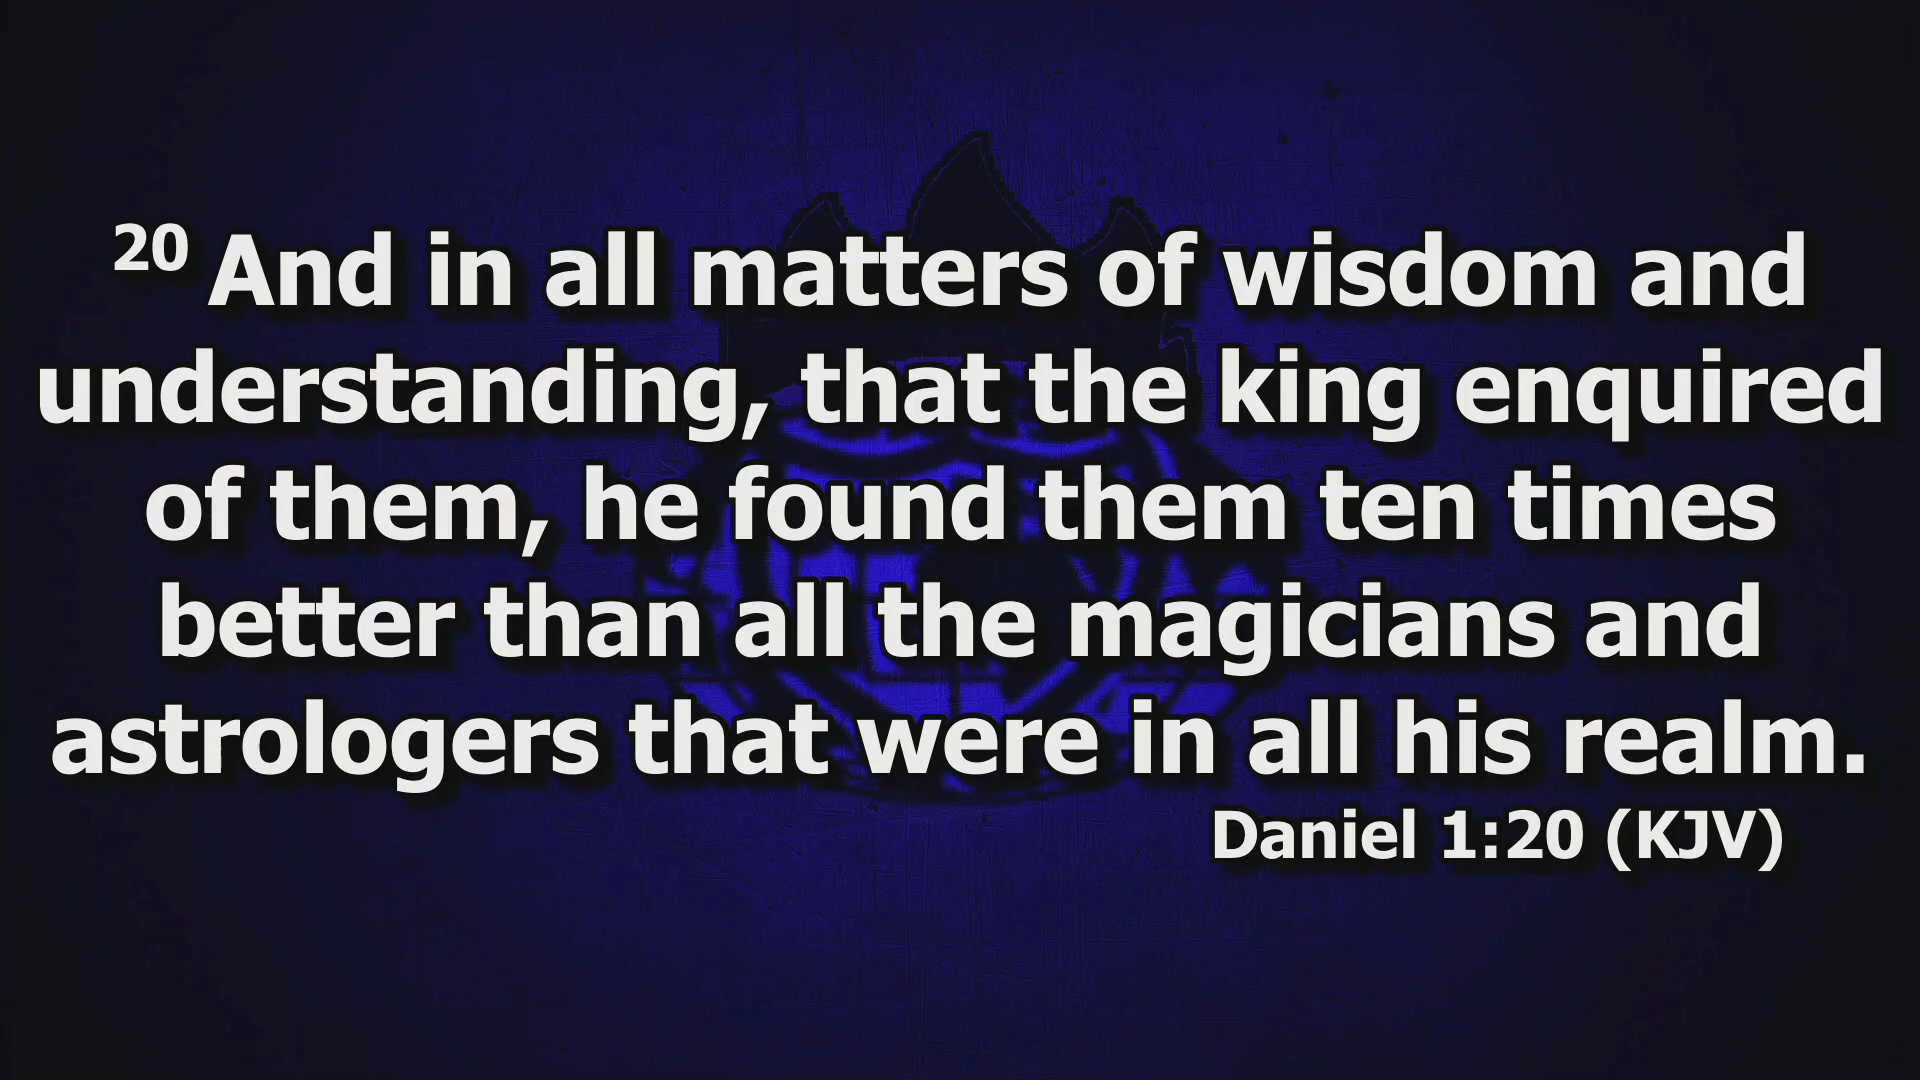 20 And in all matters of wisdom and
understanding, that the king enquired
of them, he found them ten times
better than all the magicians and
astrologers that were in all his realm.
Daniel 1:20 (KJV)